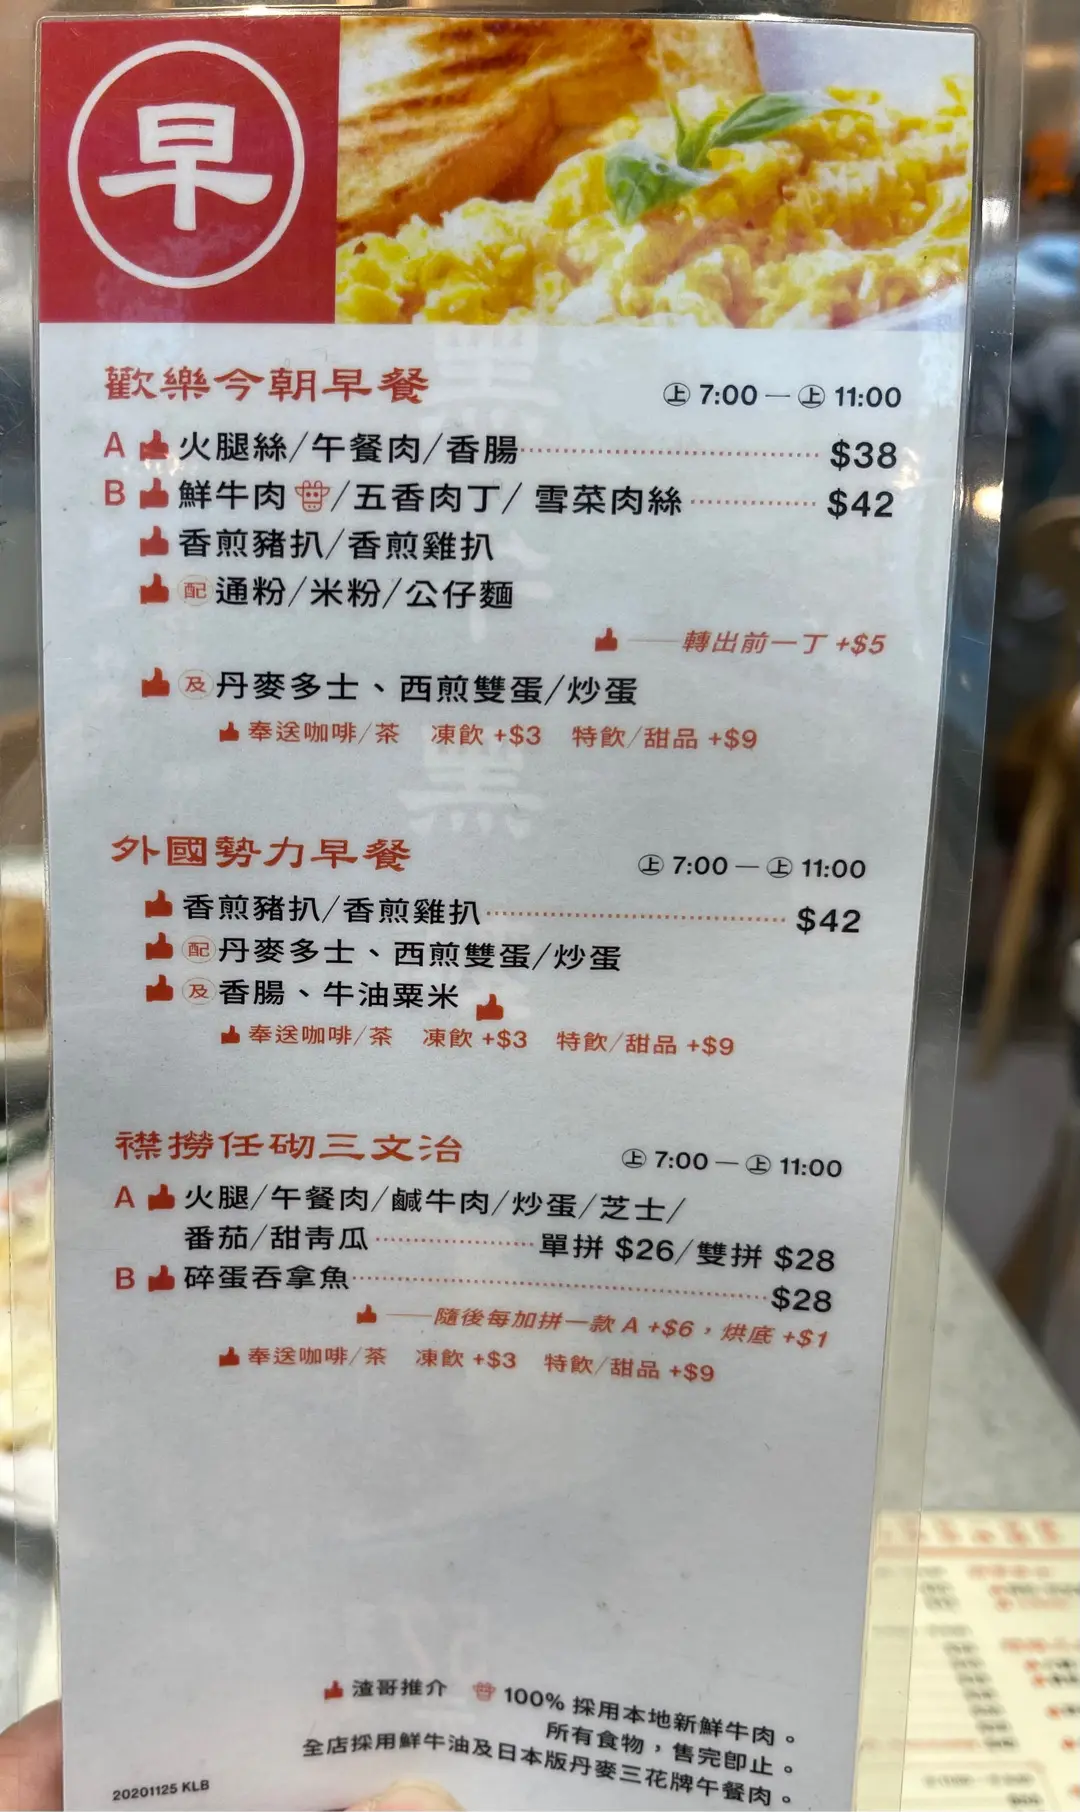 早
歡樂今朝早餐 上 7:00 — 上 11:00
A 火腿絲/午餐肉/香腸 $38
B 鮮牛肉/五香肉丁/雪菜肉絲 $42
香煎豬扒/香煎雞扒
配 通粉/米粉/公仔麵
轉出前一丁 +$5
及 丹麥多士、西煎雙蛋/炒蛋
奉送咖啡/茶 凍飲 +$3 特飲/甜品 +$9
外國勢力早餐 上 7:00 — 上 11:00
香煎豬扒/香煎雞扒 $42
配 丹麥多士、西煎雙蛋/炒蛋
及 香腸、牛油粟米
奉送咖啡/茶 凍飲 +$3 特飲/甜品 +$9
襟撈任砌三文治 上 7:00 — 上 11:00
A 火腿/午餐肉/鹹牛肉/炒蛋/芝士/
番茄/甜青瓜 單拼 $26/雙拼 $28
B 碎蛋吞拿魚 $28
隨後每加拼一款 A +$6，烘底 +$1
奉送咖啡/茶 凍飲 +$3 特飲/甜品 +$9
渣哥推介 100% 採用本地新鮮牛肉。
所有食物，售完即止。
全店採用鮮牛油及日本版丹麥三花牌午餐肉。
20201125 KLB